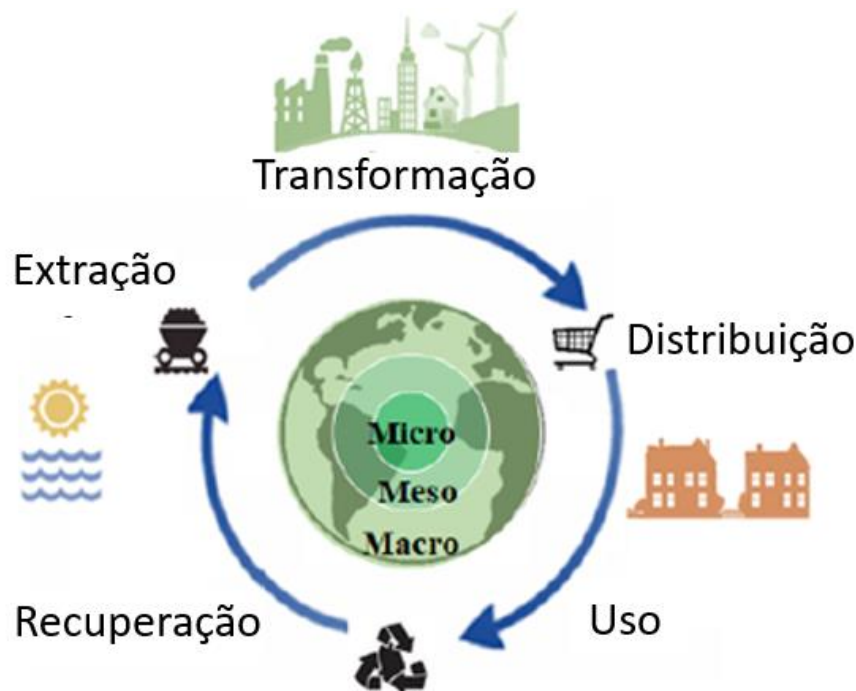 Transformação
Extração
Distribuição
Micro
Meso
Macro
Recuperação
Uso